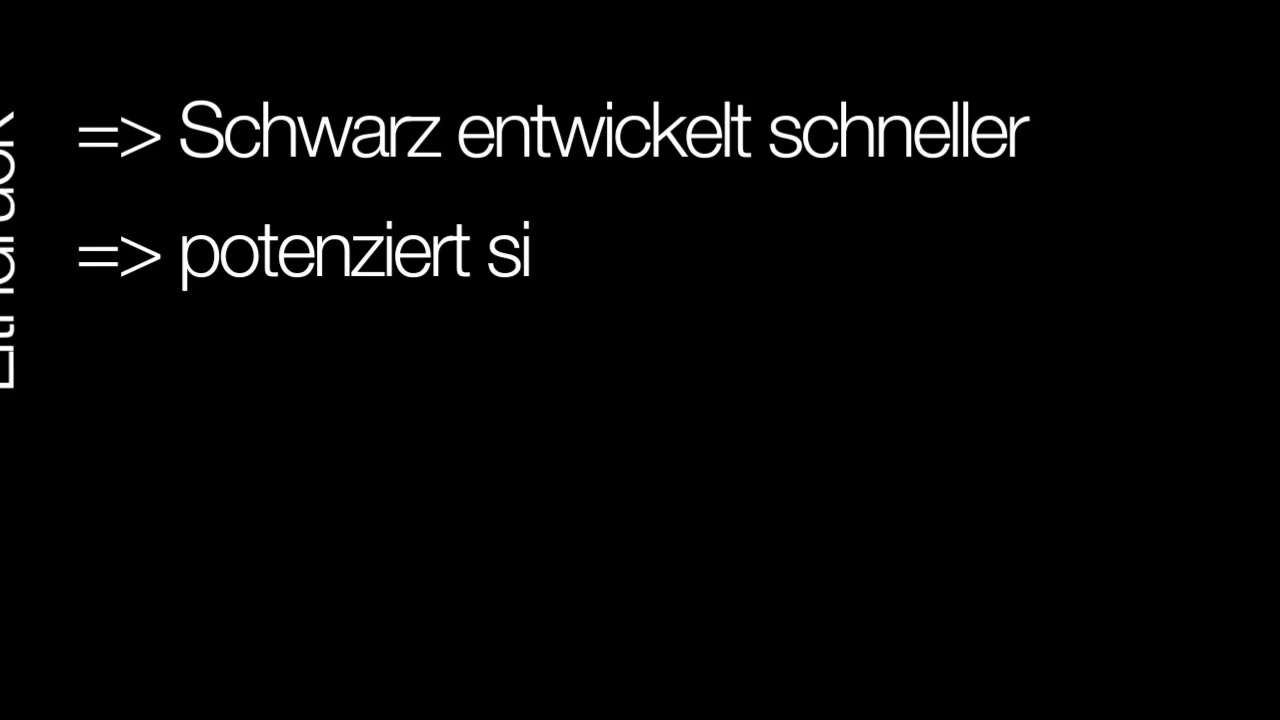 => Schwarz entwickelt schneller
=> potenziert si